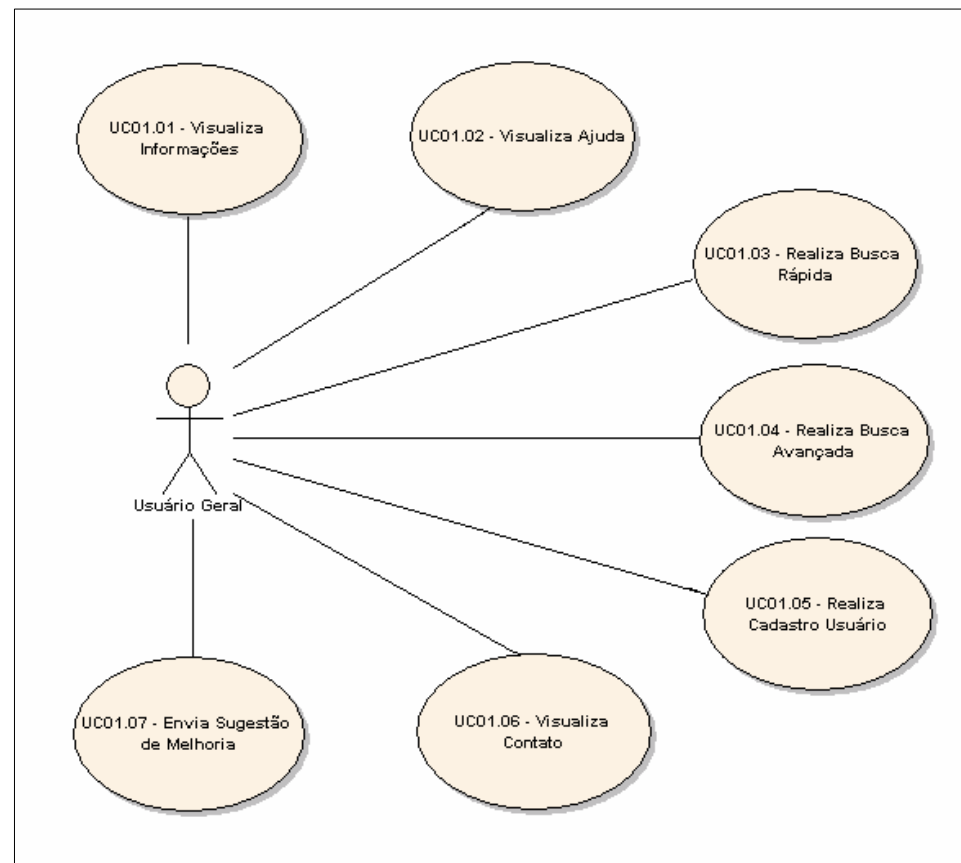 UC01.01 - Visualiza
Informações
UC01.02 - Visualiza Ajuda
UC01.03 - Realiza Busca
Rápida
UC01.04 - Realiza Busca
Avançada
Usuário Geral
UC01.05 - Realiza
Cadastro Usuário
UC01.07 - Envia Sugestão
de Melhoria
UC01.06 - Visualiza
Contato